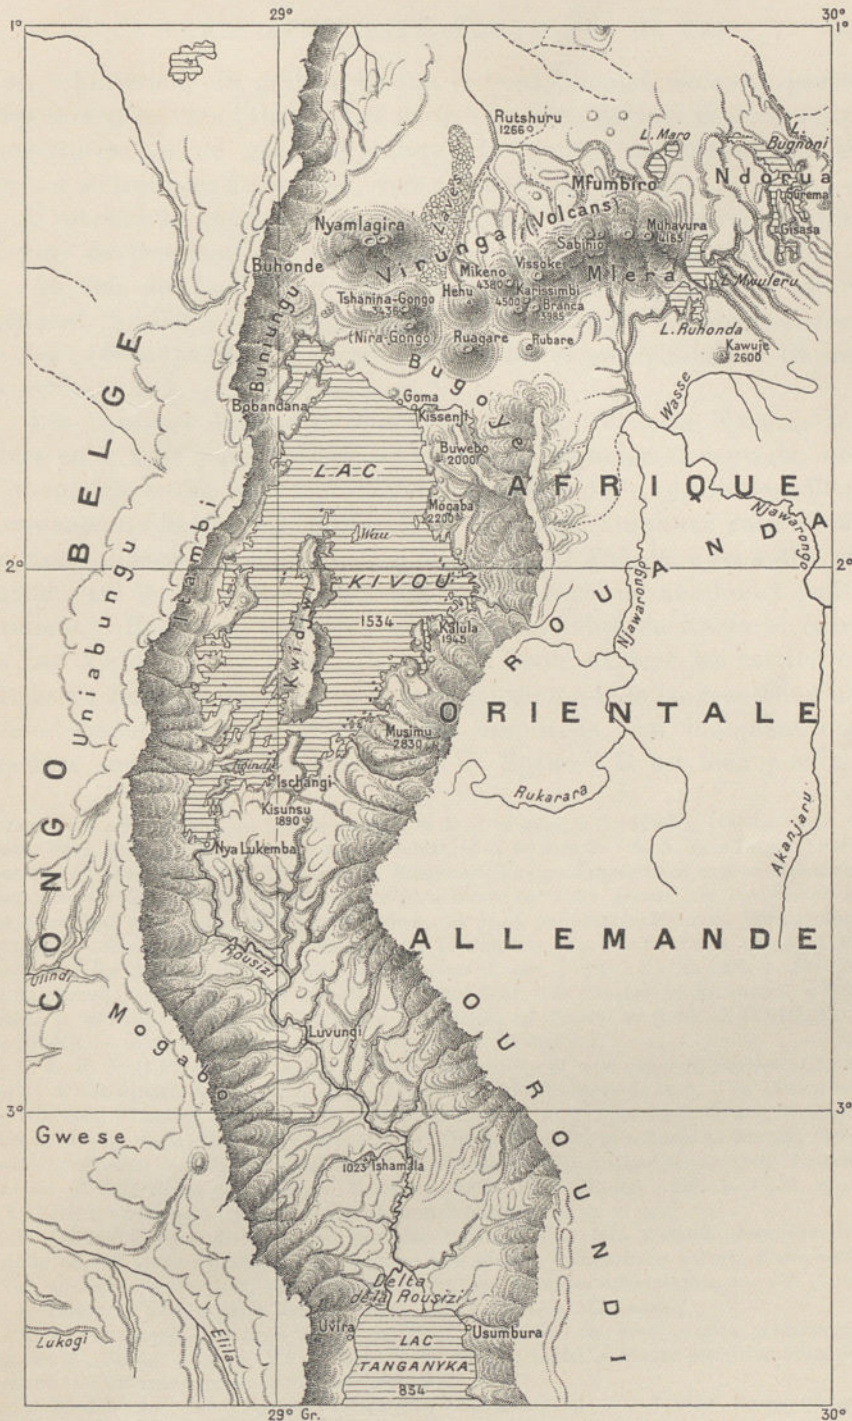 29°
30°
1°
1°
Rutshuru
1266
L. Maro
L. Bugnoni
Ndorua
Mfumbiro
Surema
Laves
Nyamlagira
Virunga (Volcans)
Muhavura
4165
Gisasa
Sabinio
Buhonde
Mikeno
4380
Vissoke
Mlera
L. Mwuleru
Tshanina-Gongo
Hehu
Karissimbi
4500
Branca
3985
(Nira-Gongo)
Ruagare
Rubare
L. Ruhonda
Kawuje
2600
Buniungu
Bugoye
Wasse
Bobandana
Goma
Kissenji
Buwebo
2000
LAC
KIVOU
1534
Mogaba
2200
Wau
AFRIQUE
ORIENTALE
ALLEMANDE
Njawarongo
Njawarongo
ROUANDA
CONGO BELGE
Itambi
Uniabungu
2°
2°
Kwidjwi
Kalula
1945
Musimu
2830
Ischangi
Kisunsu
1890
Rukarara
Akanjaru
Nya Lukemba
Rousizi
Ulindi
Mogabo
Luvungi
OUROUNDI
3°
3°
Gwese
1023 Ishamala
Delta
de la Rousizi
Uvira
Usumbura
LAC
TANGANYKA
834
Lukogi
Elila
29° Gr.
30°